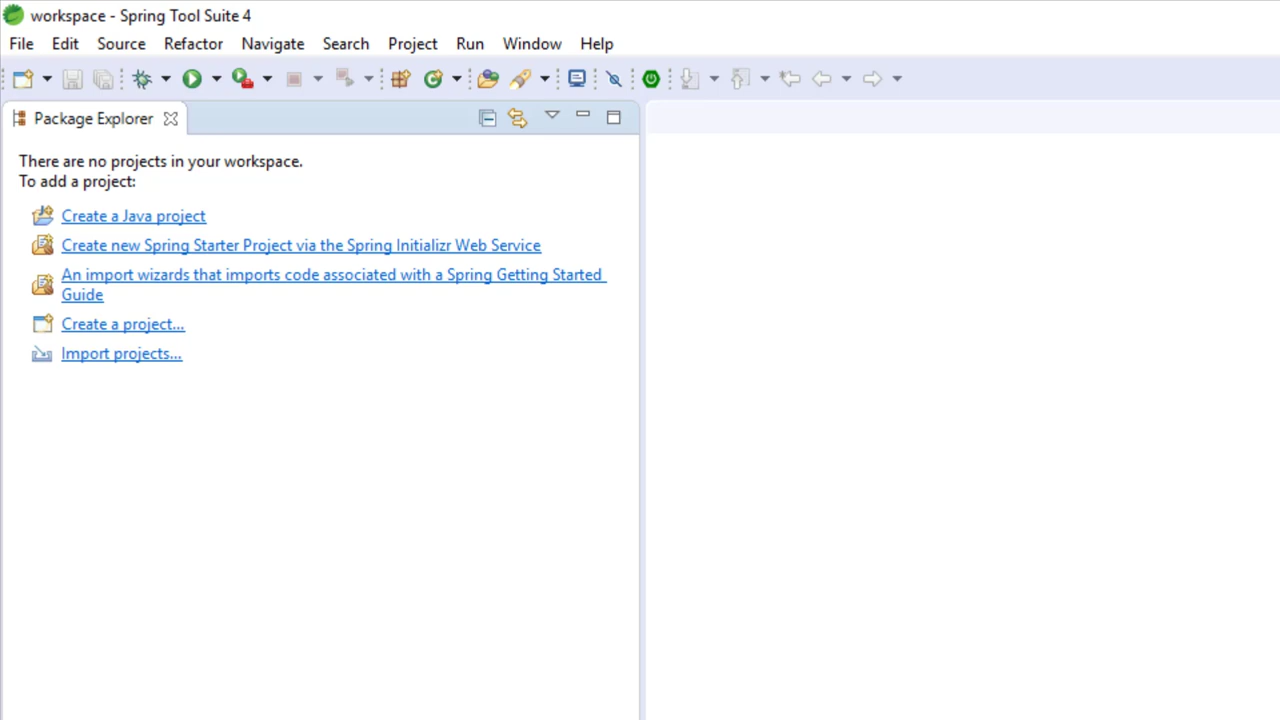 workspace - Spring Tool Suite 4
File Edit Source Refactor Navigate Search Project Run Window Help
Package Explorer
There are no projects in your workspace.
To add a project:
Create a Java project
Create new Spring Starter Project via the Spring Initializr Web Service
An import wizards that imports code associated with a Spring Getting Started
Guide
Create a project...
Import projects...